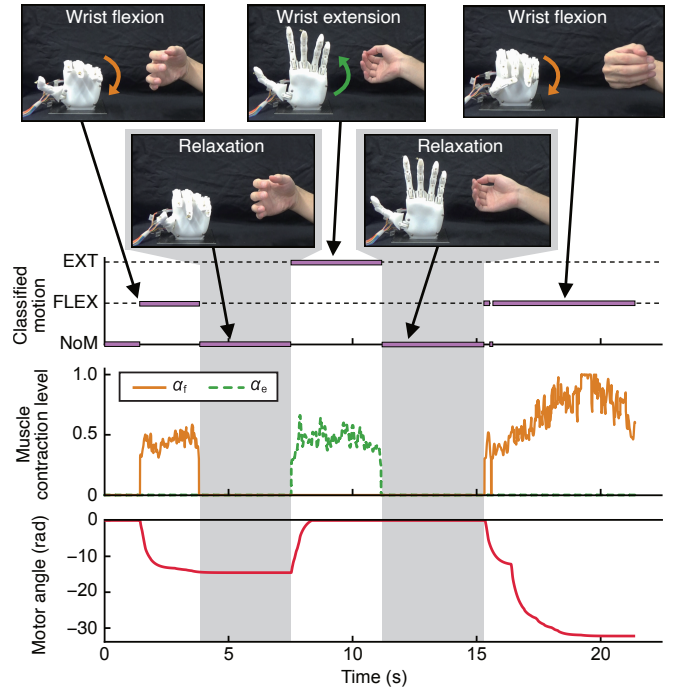 Wrist flexion
Wrist extension
Wrist flexion
Relaxation
Relaxation
Classified
motion
EXT
FLEX
NoM
Muscle
contraction level
1.0
0.5
0
αf
αe
Motor angle (rad)
0
−10
−20
−30
0
5
10
15
20
Time (s)